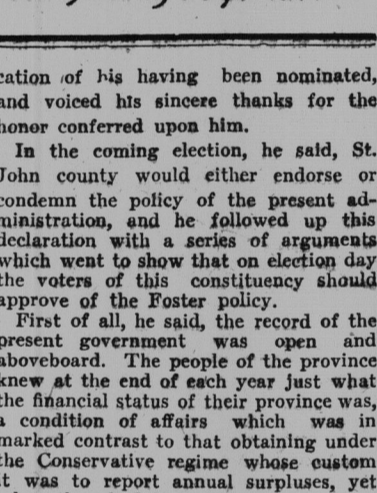 cation of his having been nominated,
and voiced his sincere thanks for the
honor conferred upon him.
In the coming election, he said, St.
John county would either endorse or
condemn the policy of the present ad-
ministration, and he followed up this
declaration with a series of arguments
which went to show that on election day
the voters of this constituency should
approve of the Foster policy.
First of all, he said, the record of the
present government was open and
aboveboard. The people of the province
knew at the end of each year just what
the financial status of their province was,
a condition of affairs which was in
marked contrast to that obtaining under
the Conservative regime whose custom
it was to report annual surpluses, yet